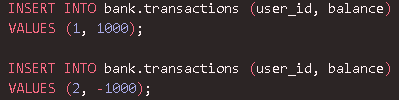 INSERT INTO bank.transactions (user_id, balance)
VALUES (1, 1000);
INSERT INTO bank.transactions (user_id, balance)
VALUES (2, -1000);